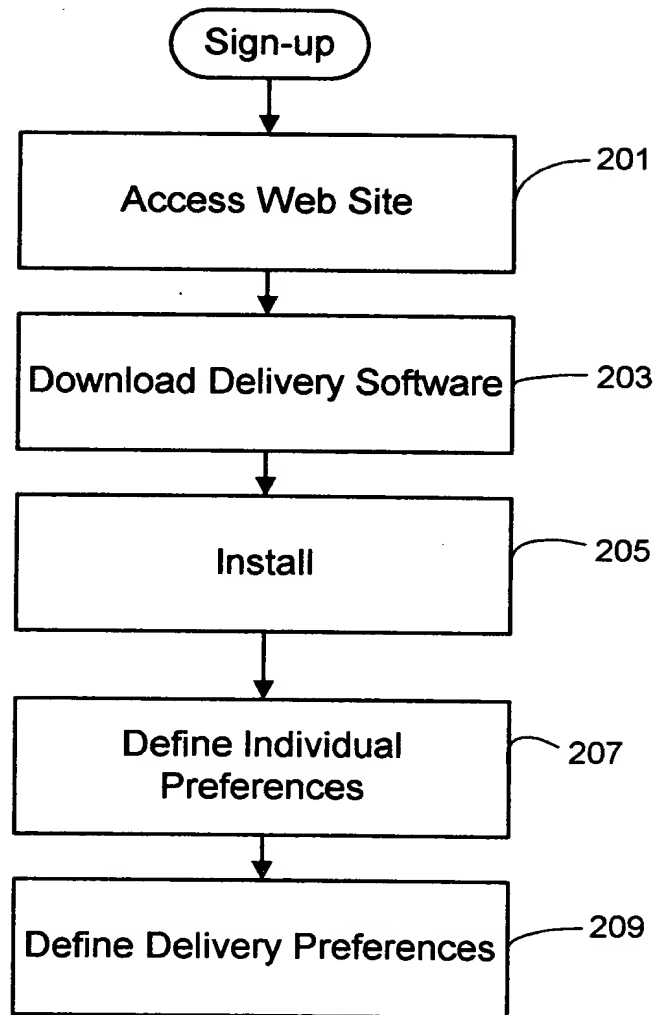 Sign-up
Access Web Site
201
Download Delivery Software
203
Install
205
Define Individual
Preferences
207
Define Delivery Preferences
209